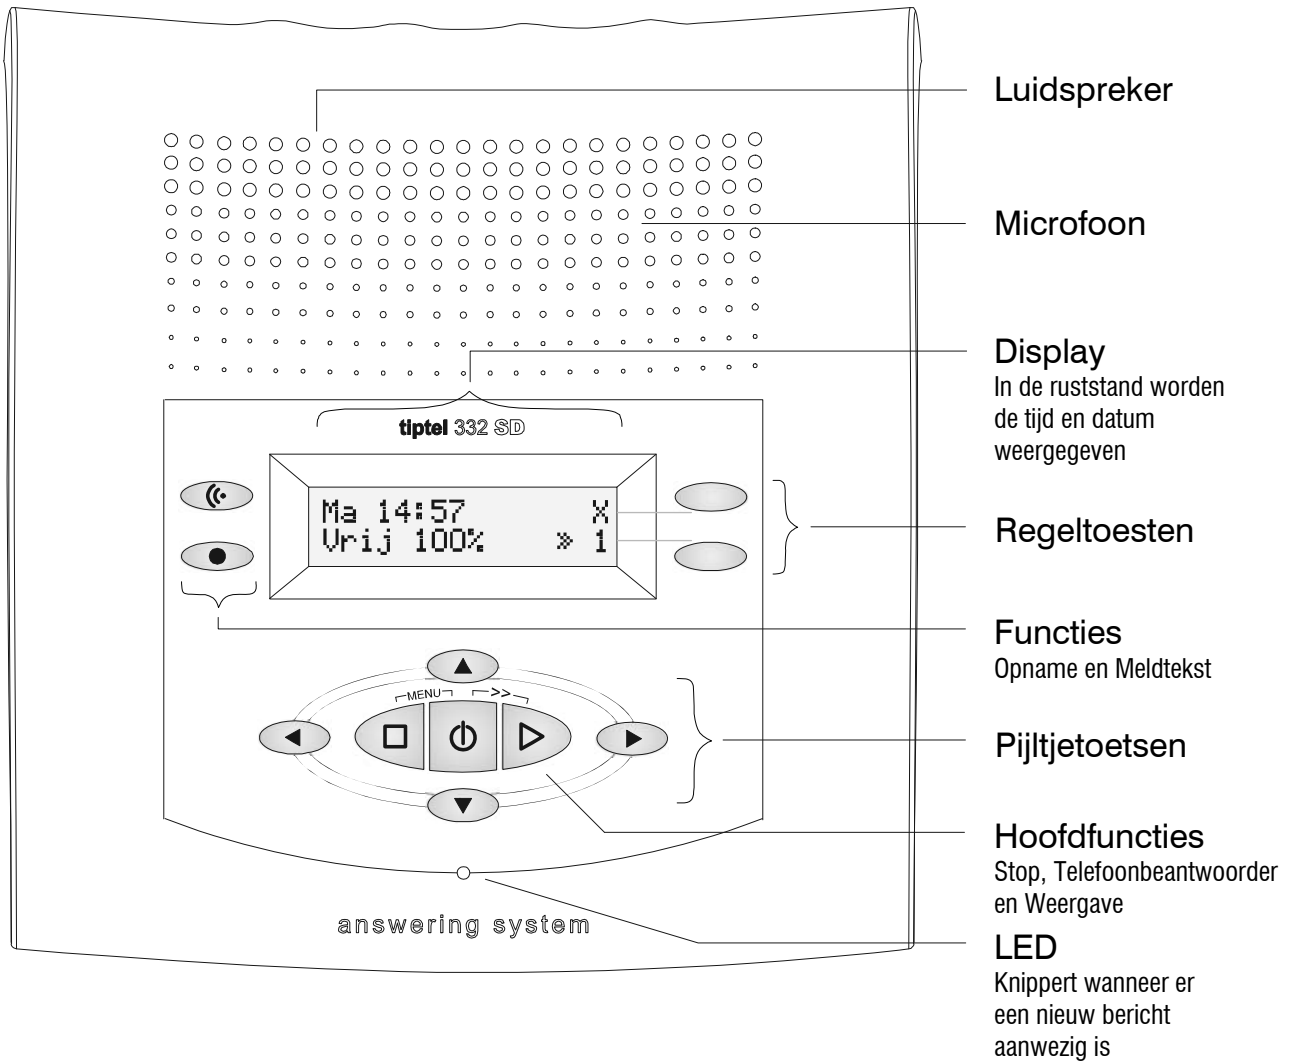 Luidspreker
Microfoon
Display
In de ruststand worden
de tijd en datum
weergegeven
tiptel 332 SD
Ma 14:57 X
Vrij 100% » 1
Regeltoesten
Functies
Opname en Meldtekst
MENU >>
Pijltjetoetsen
Hoofdfuncties
Stop, Telefoonbeantwoorder
en Weergave
answering system
LED
Knippert wanneer er
een nieuw bericht
aanwezig is